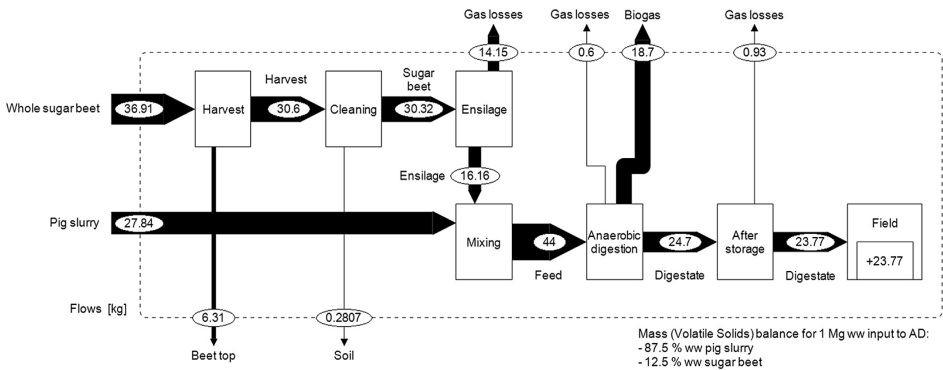 Gas losses
Gas losses
Biogas
Gas losses
14.15
0.6
18.7
0.93
Harvest
Sugar
beet
Whole sugar beet
36.91
Harvest
30.6
Cleaning
30.32
Ensilage
Ensilage
16.16
Pig slurry
27.84
Mixing
44
Feed
Anaerobic
digestion
24.7
Digestate
After
storage
23.77
Digestate
Field
+23.77
Flows [kg]
6.31
0.2807
Beet top
Soil
Mass (Volatile Solids) balance for 1 Mg ww input to AD:
- 87.5 % ww pig slurry
- 12.5 % ww sugar beet